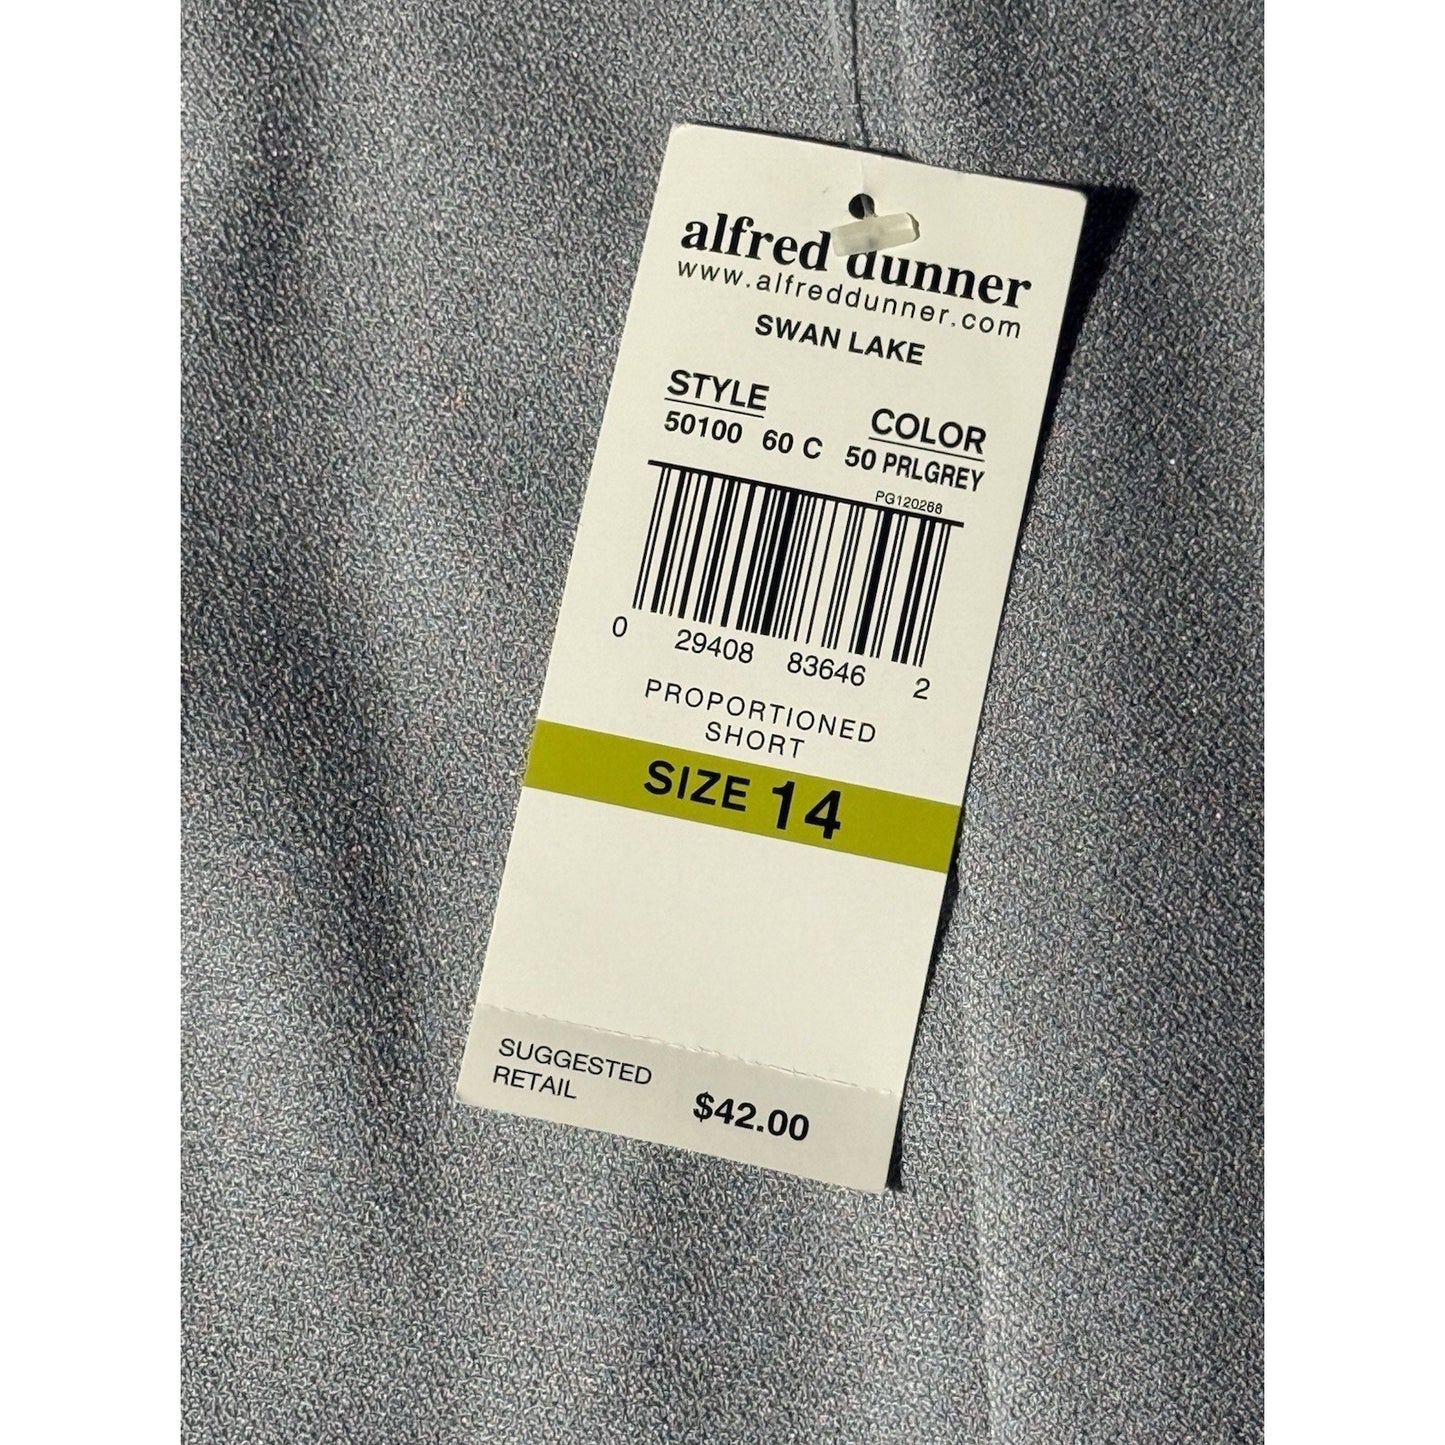 alfred dunner
www.alfreddunner.com
SWAN LAKE
STYLE COLOR
50100 60 C 50 PRLGREY
PG120268
0 29408 83646 2
PROPORTIONED
SHORT
SIZE 14
SUGGESTED
RETAIL
$42.00